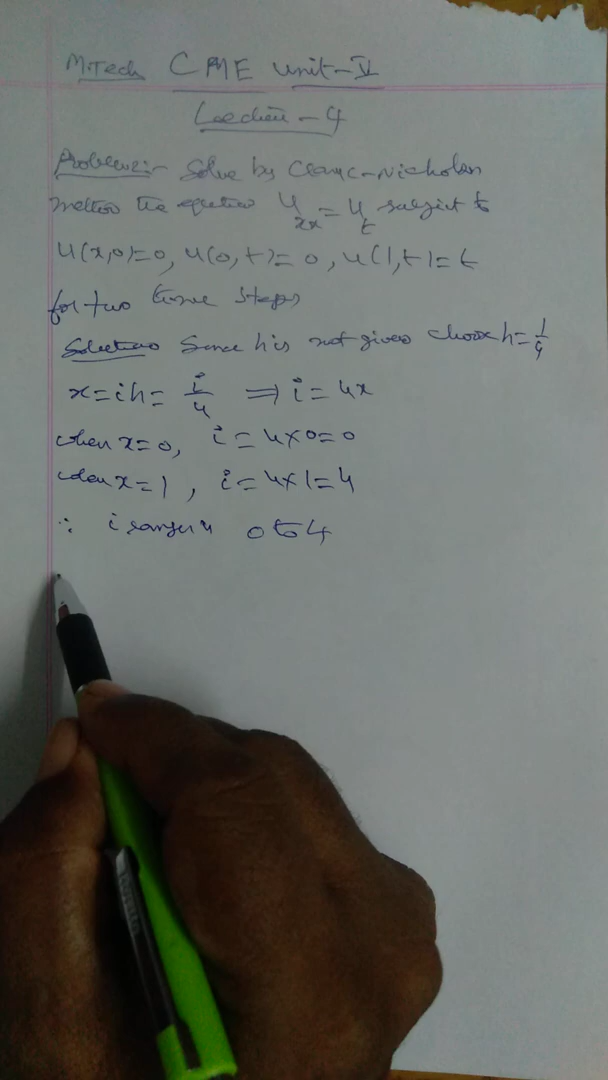 M.Tech CME Unit-V
Lecture - 4
Problem:- Solve by Cranc-Nicholson
method the equation u_xx = u_t subject to
u(x,0)=0, u(0,t)=0, u(1,t)=t
for two time steps
Solution Since h is not given choose h=1/4
x=ih= i/4 ⇒ i=4x
when x=0, i=4×0=0
when x=1, i=4×1=4
∴ i ranges 0 to 4